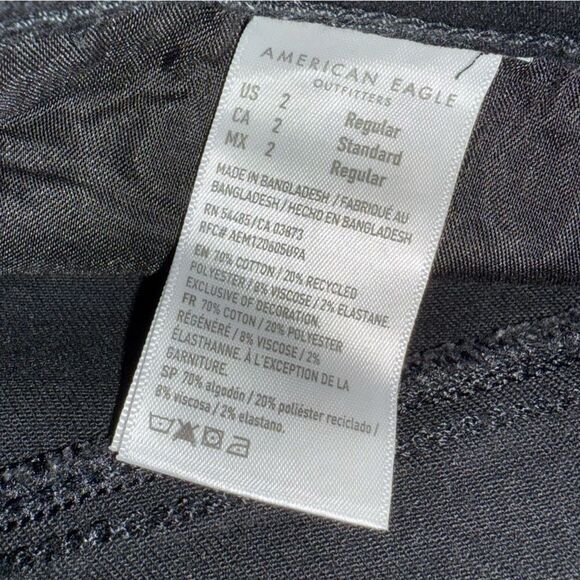 AMERICAN EAGLE
OUTFITTERS
US 2 Regular
CA 2 Standard
MX 2 Regular
MADE IN BANGLADESH / FABRIQUÉ AU
BANGLADESH / HECHO EN BANGLADESH
RN 54485/CA 03873
RFC# AEM120605U9A
EN 70% COTTON / 20% RECYCLED
POLYESTER / 8% VISCOSE / 2% ELASTANE.
EXCLUSIVE OF DECORATION.
FR 70% COTON / 20% POLYESTER
RÉGÉNÉRÉ / 8% VISCOSE / 2%
ÉLASTHANNE. À L'EXCEPTION DE LA
GARNITURE.
SP 70% algodón / 20% poliéster reciclado /
8% viscosa / 2% elastano.